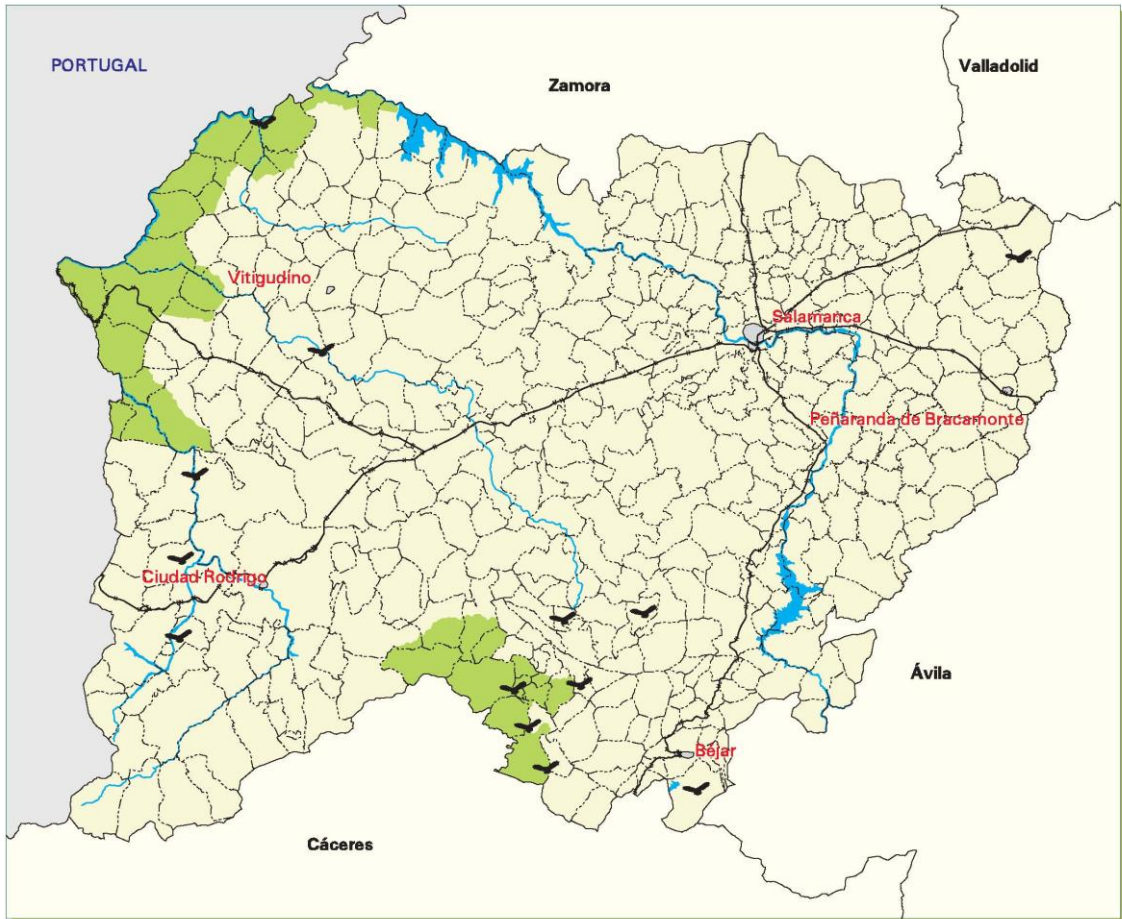 PORTUGAL
Valladolid
Zamora
Vitigudino
Salamanca
Peñaranda de Bracamonte
Ciudad Rodrigo
Ávila
Béjar
Cáceres